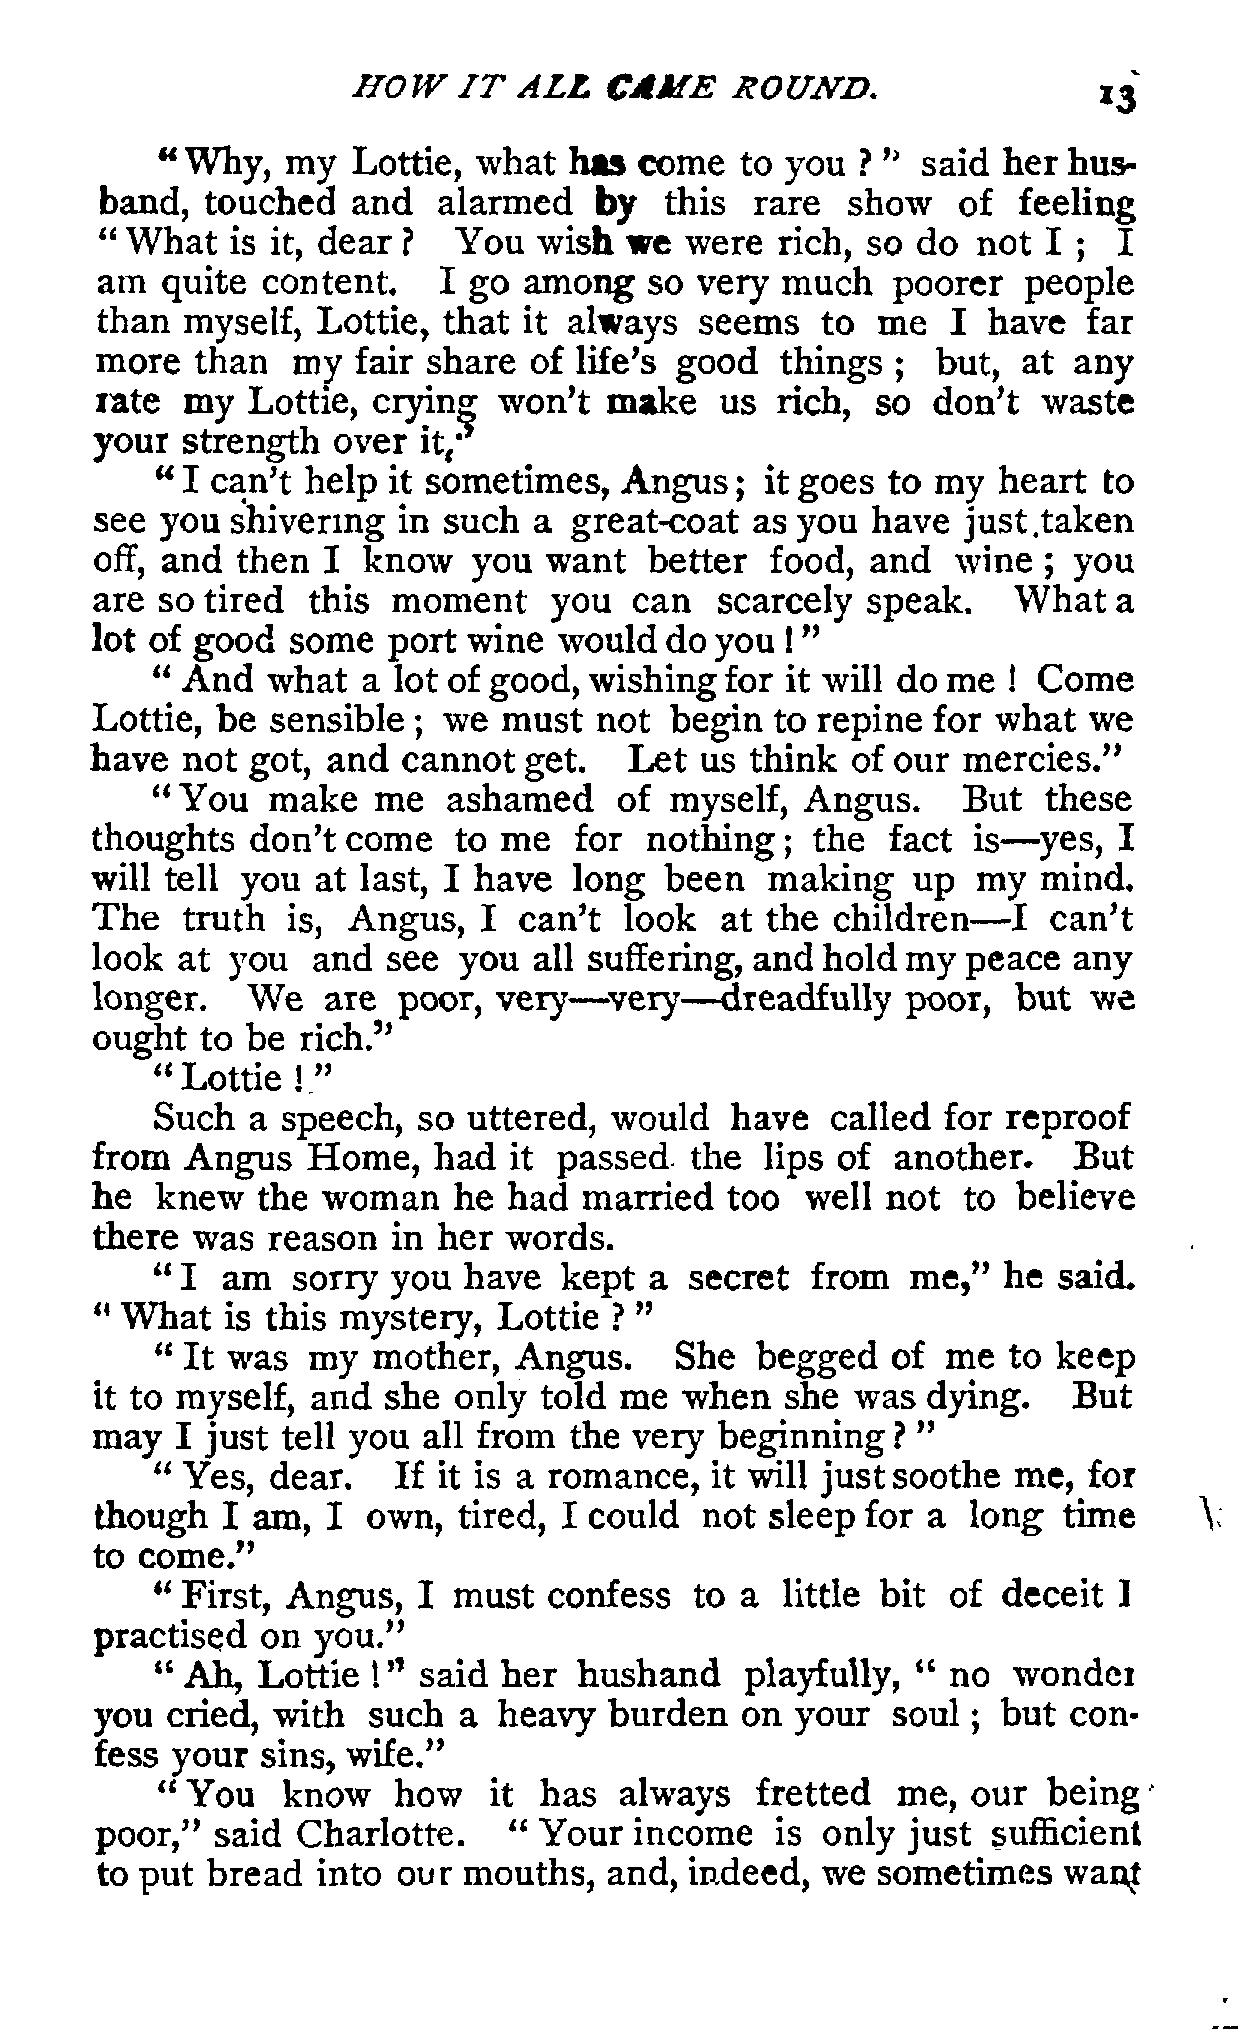 HOW IT ALL CAME ROUND. 13
“Why, my Lottie, what has come to you ?” said her hus-
band, touched and alarmed by this rare show of feeling
“What is it, dear ? You wish we were rich, so do not I ; I
am quite content. I go among so very much poorer people
than myself, Lottie, that it always seems to me I have far
more than my fair share of life’s good things ; but, at any
rate my Lottie, crying won’t make us rich, so don’t waste
your strength over it,”
“I can’t help it sometimes, Angus; it goes to my heart to
see you shivering in such a great-coat as you have just taken
off, and then I know you want better food, and wine ; you
are so tired this moment you can scarcely speak. What a
lot of good some port wine would do you !”
“And what a lot of good, wishing for it will do me ! Come
Lottie, be sensible ; we must not begin to repine for what we
have not got, and cannot get. Let us think of our mercies.”
“You make me ashamed of myself, Angus. But these
thoughts don’t come to me for nothing ; the fact is—yes, I
will tell you at last, I have long been making up my mind.
The truth is, Angus, I can’t look at the children—I can’t
look at you and see you all suffering, and hold my peace any
longer. We are poor, very—very—dreadfully poor, but we
ought to be rich.”
“Lottie !”
Such a speech, so uttered, would have called for reproof
from Angus Home, had it passed the lips of another. But
he knew the woman he had married too well not to believe
there was reason in her words.
“I am sorry you have kept a secret from me,” he said.
“What is this mystery, Lottie ?”
“It was my mother, Angus. She begged of me to keep
it to myself, and she only told me when she was dying. But
may I just tell you all from the very beginning ?”
“Yes, dear. If it is a romance, it will just soothe me, for
though I am, I own, tired, I could not sleep for a long time
to come.”
“First, Angus, I must confess to a little bit of deceit I
practised on you.”
“Ah, Lottie !” said her hushand playfully, “no wonder
you cried, with such a heavy burden on your soul ; but con-
fess your sins, wife.”
“You know how it has always fretted me, our being
poor,” said Charlotte. “Your income is only just sufficient
to put bread into our mouths, and, indeed, we sometimes want